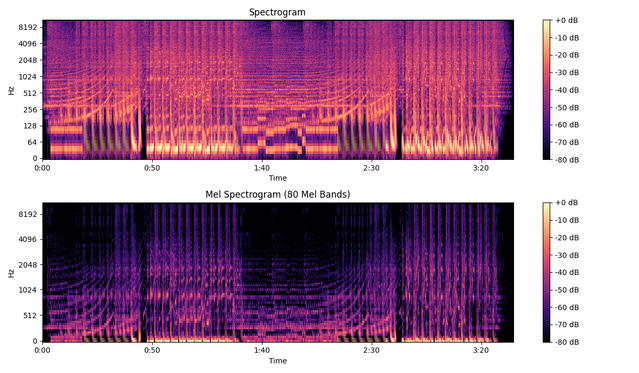 Spectrogram
8192
4096
2048
1024
512
256
128
64
0
Hz
0:00
0:50
1:40
2:30
3:20
Time
+0 dB
-10 dB
-20 dB
-30 dB
-40 dB
-50 dB
-60 dB
-70 dB
-80 dB
Mel Spectrogram (80 Mel Bands)
8192
4096
2048
1024
512
0
Hz
0:00
0:50
1:40
2:30
3:20
Time
+0 dB
-10 dB
-20 dB
-30 dB
-40 dB
-50 dB
-60 dB
-70 dB
-80 dB